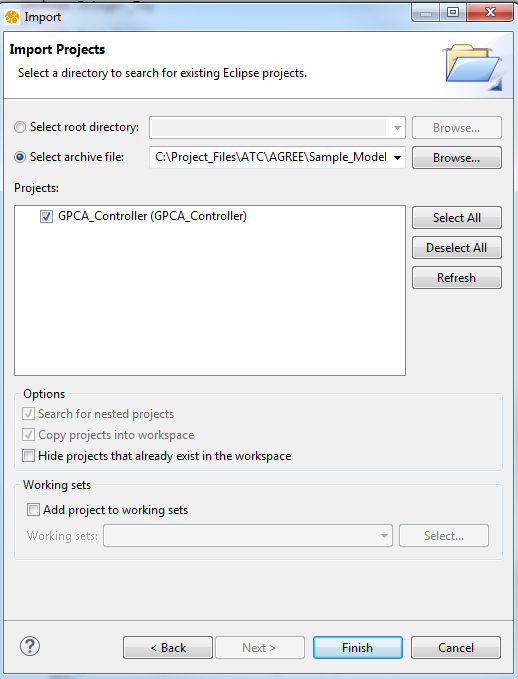 Import
Import Projects
Select a directory to search for existing Eclipse projects.
Select root directory:
Browse...
Select archive file:
C:\Project_Files\ATC\AGREE\Sample_Model
Browse...
Projects:
GPCA_Controller (GPCA_Controller)
Select All
Deselect All
Refresh
Options
Search for nested projects
Copy projects into workspace
Hide projects that already exist in the workspace
Working sets
Add project to working sets
Working sets:
Select...
< Back
Next >
Finish
Cancel